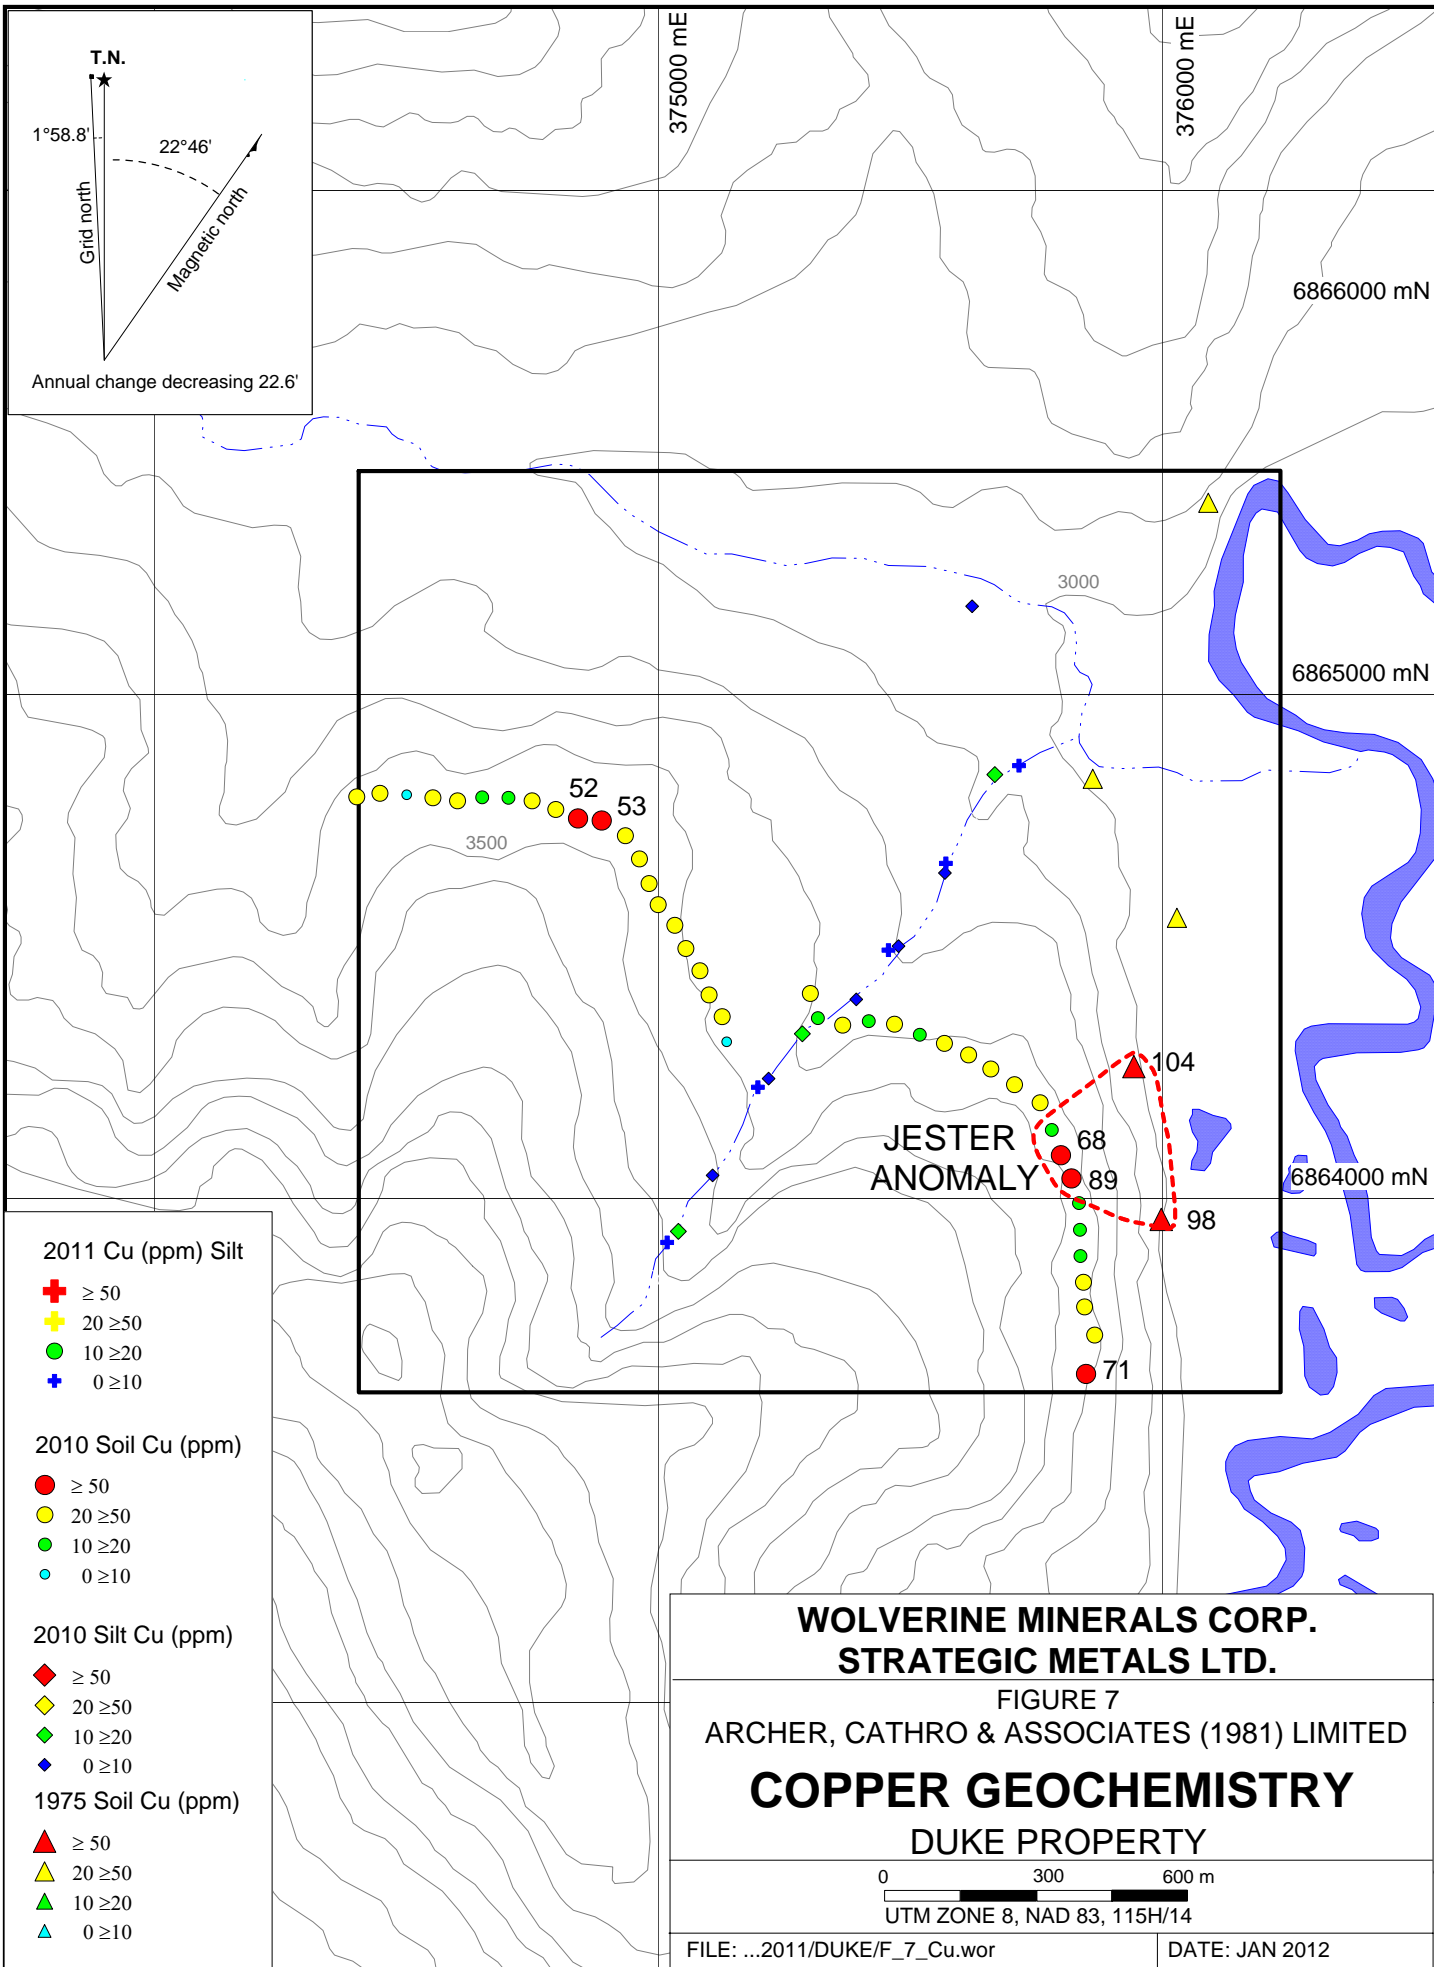 T.N.
1°58.8'
22°46'
Grid north
Magnetic north
Annual change decreasing 22.6'
375000 mE
376000 mE
6866000 mN
3000
6865000 mN
52
53
3500
104
JESTER
ANOMALY
68
89
6864000 mN
98
71
2011 Cu (ppm) Silt
≥ 50
20 ≥50
10 ≥20
0 ≥10
2010 Soil Cu (ppm)
≥ 50
20 ≥50
10 ≥20
0 ≥10
2010 Silt Cu (ppm)
≥ 50
20 ≥50
10 ≥20
0 ≥10
1975 Soil Cu (ppm)
≥ 50
20 ≥50
10 ≥20
0 ≥10
WOLVERINE MINERALS CORP.
STRATEGIC METALS LTD.
FIGURE 7
ARCHER, CATHRO & ASSOCIATES (1981) LIMITED
COPPER GEOCHEMISTRY
DUKE PROPERTY
0 300 600 m
UTM ZONE 8, NAD 83, 115H/14
FILE: ...2011/DUKE/F_7_Cu.wor
DATE: JAN 2012